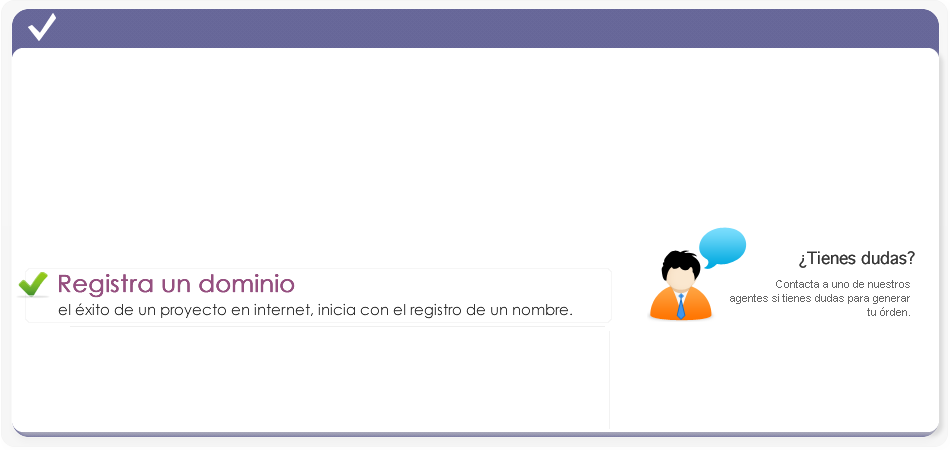 Registra un dominio
el éxito de un proyecto en internet, inicia con el registro de un nombre.
¿Tienes dudas?
Contacta a uno de nuestros
agentes si tienes dudas para generar
tu órden.